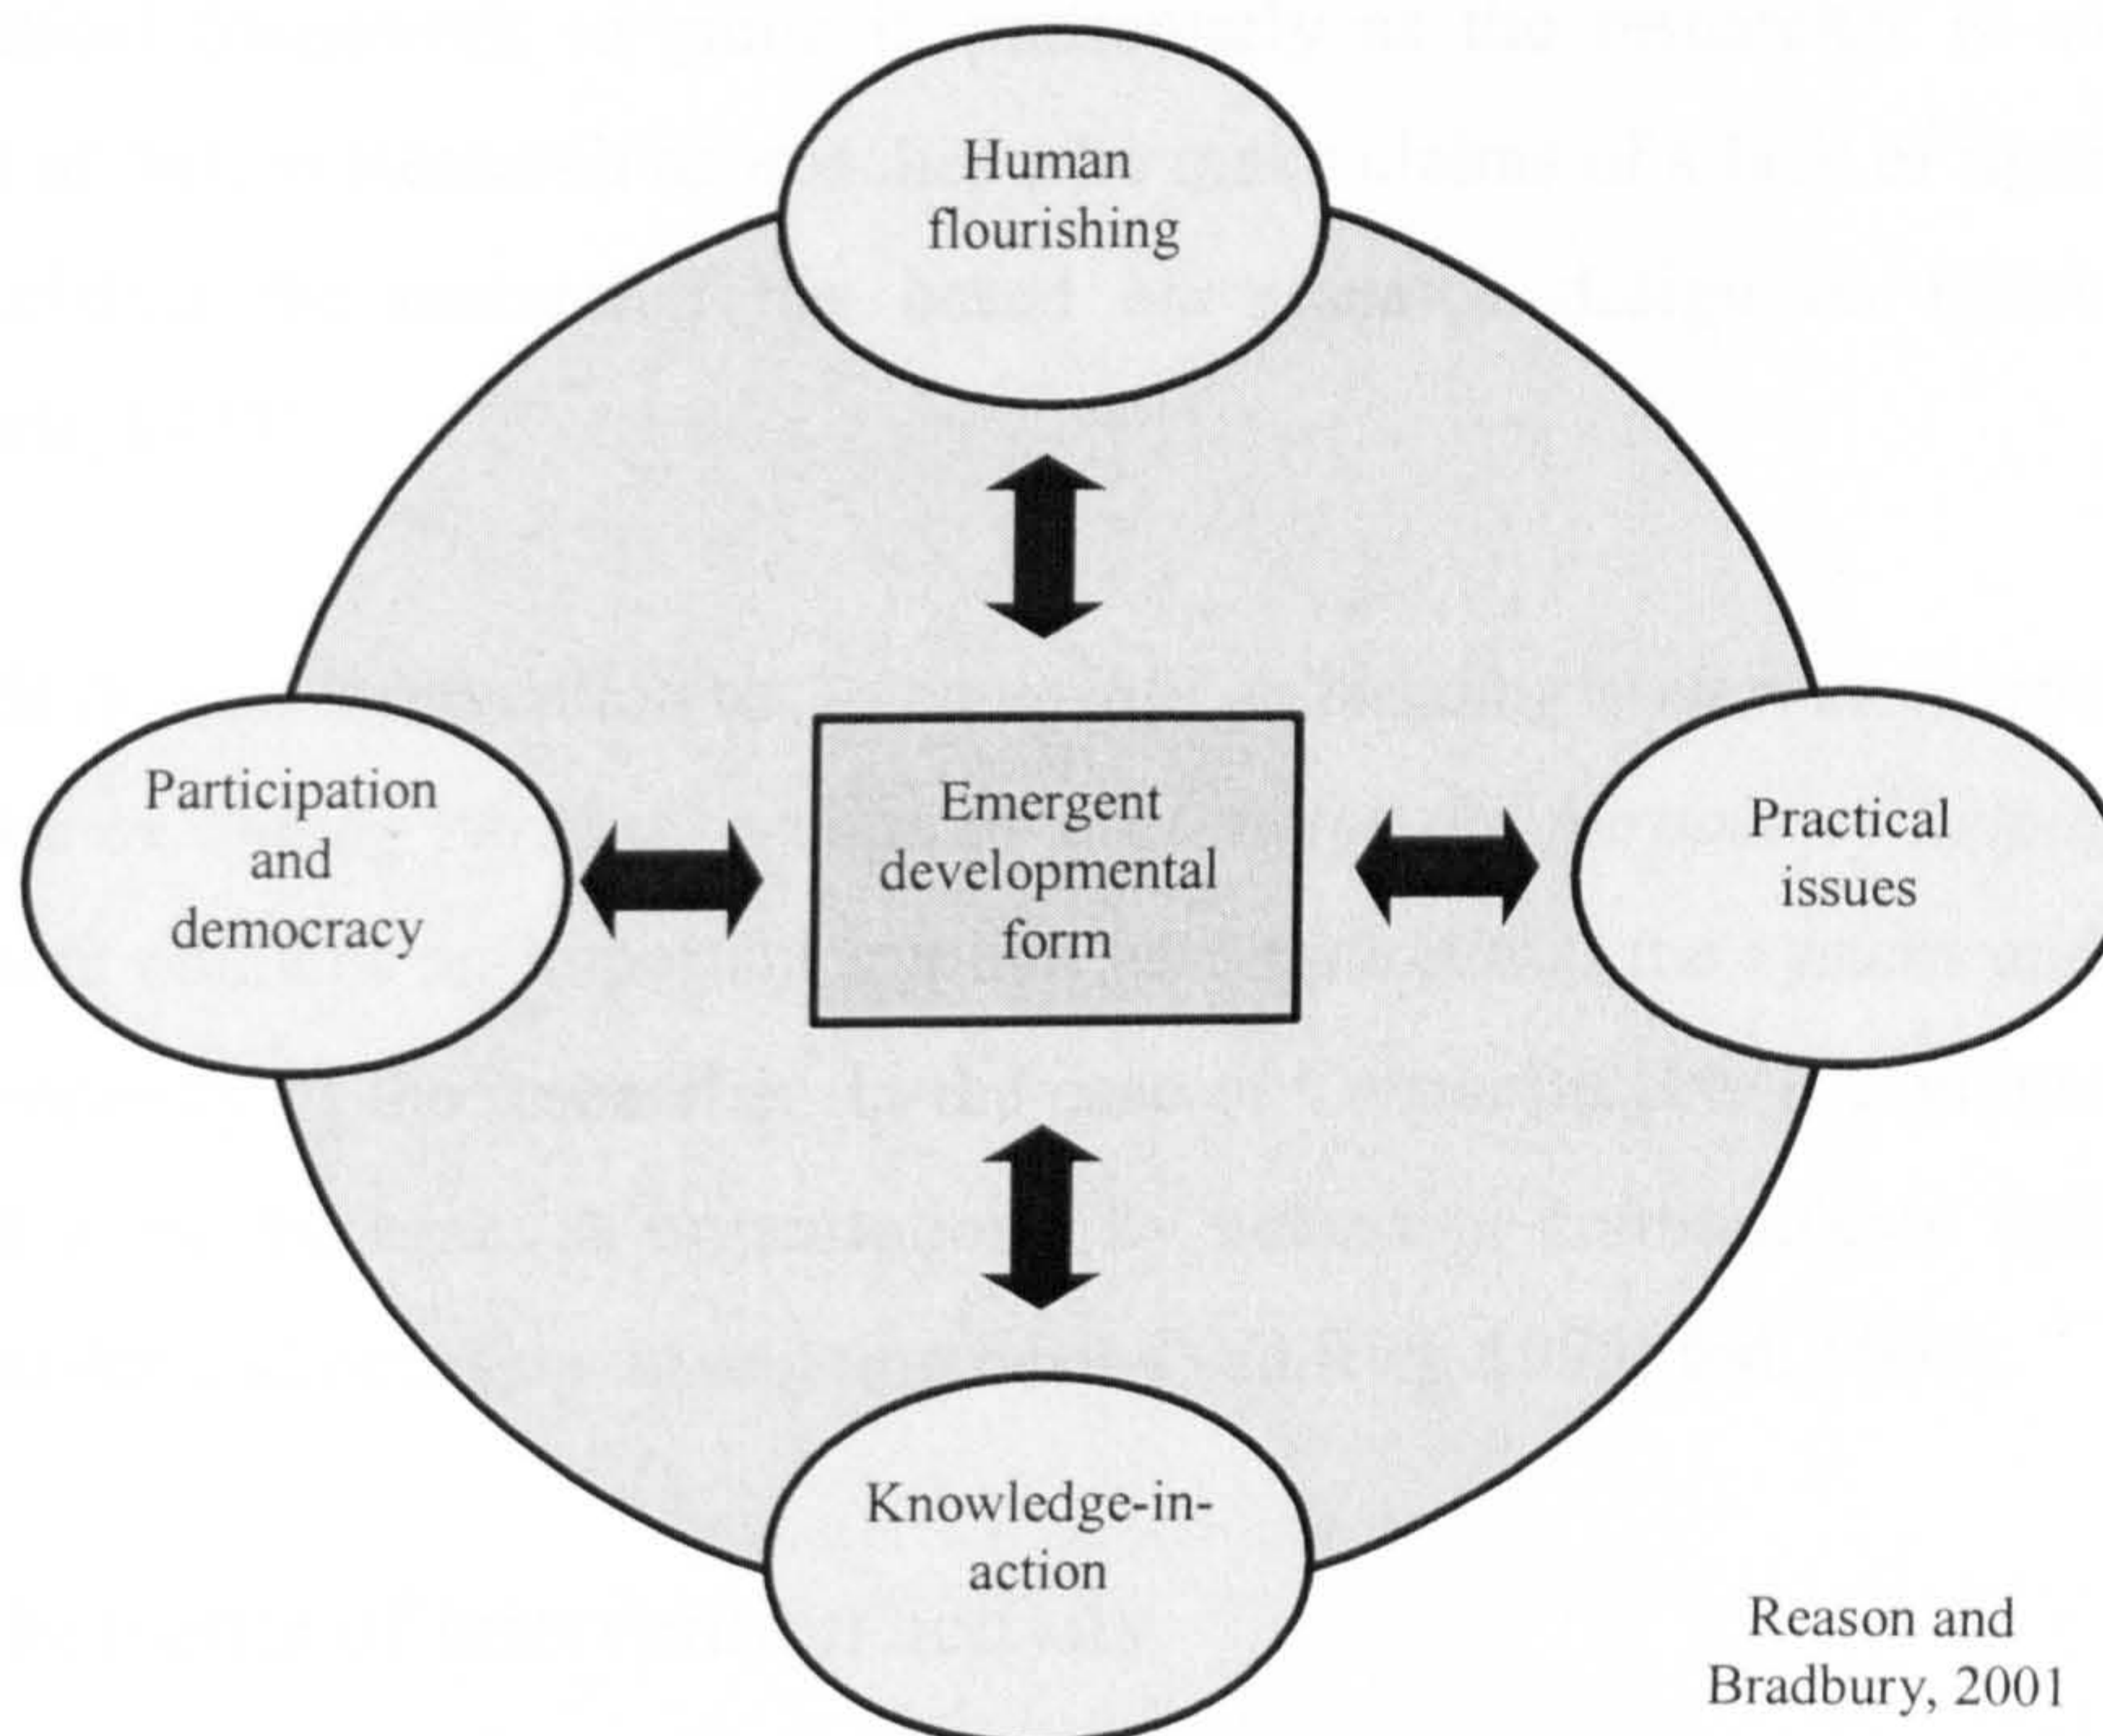 Human
flourishing
Participation
and
democracy
Emergent
developmental
form
Practical
issues
Knowledge-in-
action
Reason and
Bradbury, 2001